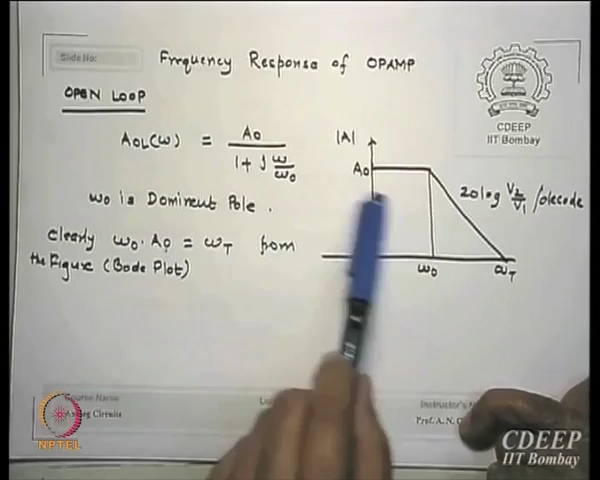 Slide No:
Frequency Response of OPAMP
CDEEP
IIT Bombay
OPEN LOOP
AOL(ω) = A0 / (1 + j ω/ω0)
|A|
A0
20 log V2/V1 /decade
ω0 is Dominent Pole.
Clearly ω0 · A0 = ωT from
the Figure (Bode Plot)
ω0
ωT
Course Name
Analog Circuits
Instructor's
Prof. A. N.
NPTEL
CDEEP
IIT Bombay